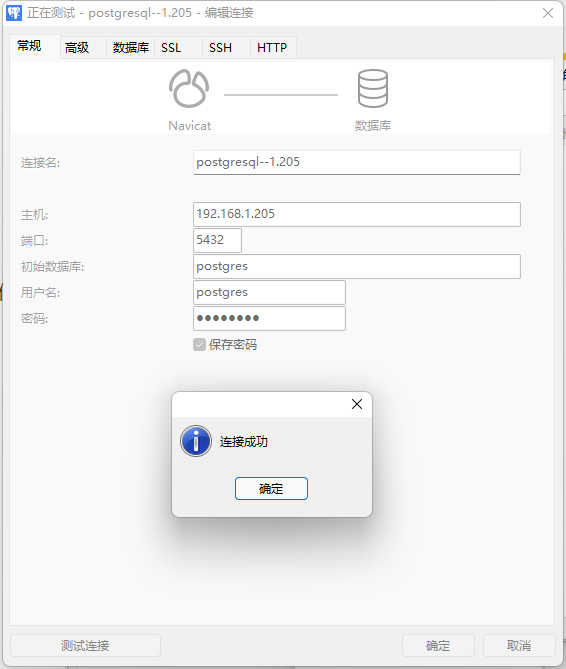 正在测试 - postgresql--1.205 - 编辑连接
常规 高级 数据库 SSL SSH HTTP
Navicat 数据库
连接名: postgresql--1.205
主机: 192.168.1.205
端口: 5432
初始数据库: postgres
用户名: postgres
密码: ●●●●●●●●
保存密码
连接成功
确定
测试连接 确定 取消